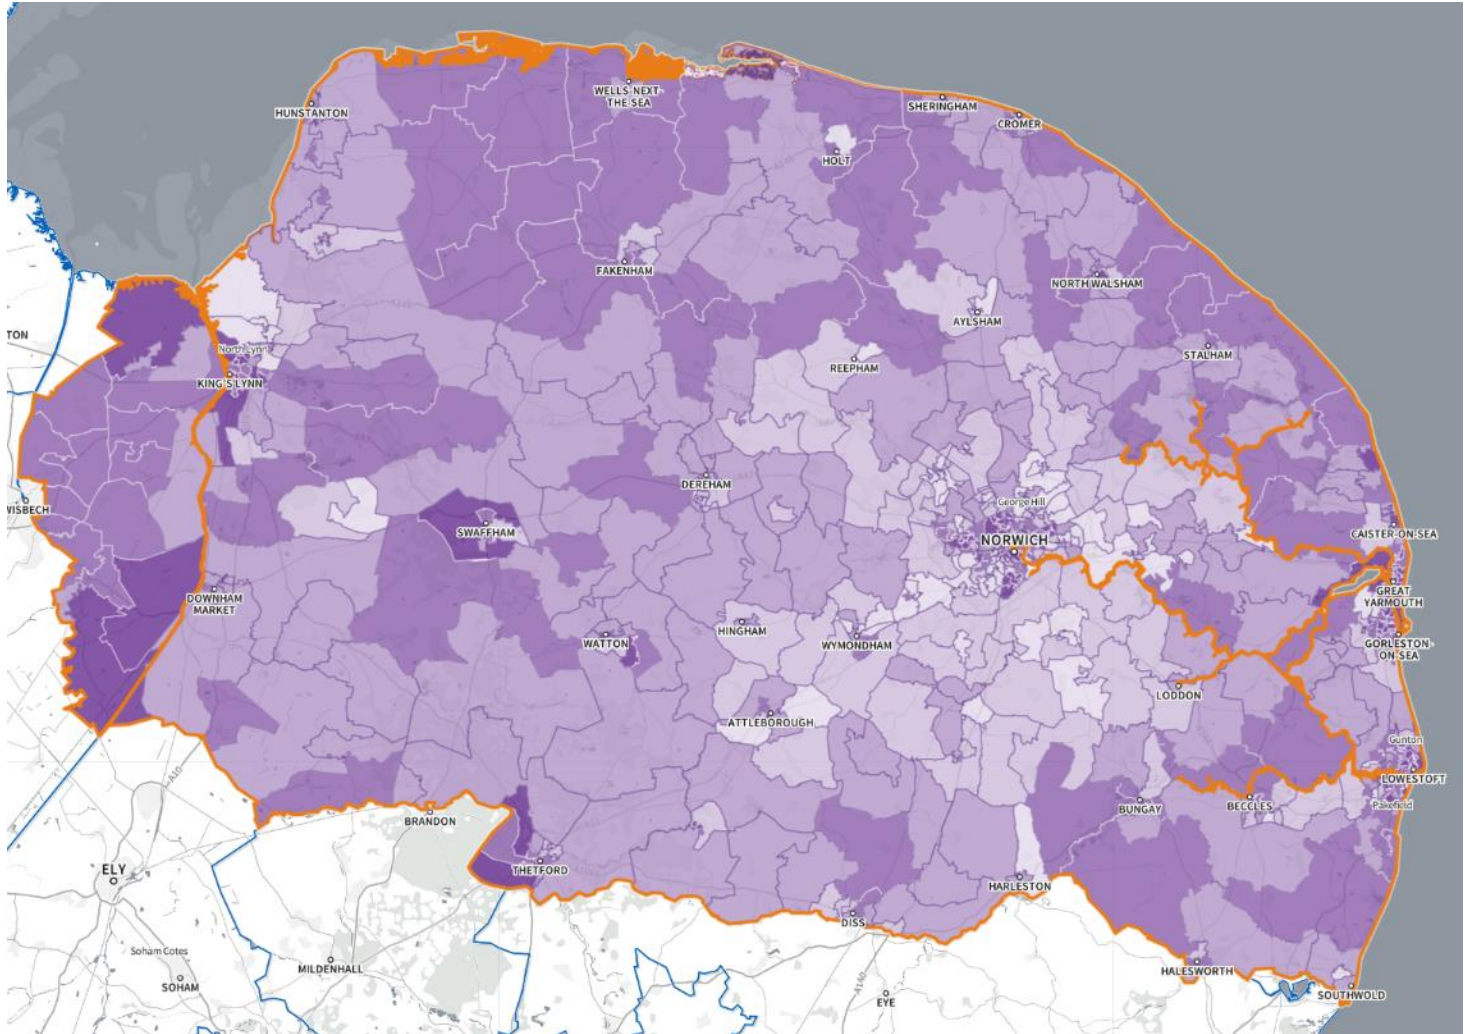 HUNSTANTON
WELLS-NEXT-
THE SEA
SHERINGHAM
CROMER
HOLT
FAKENHAM
NORTH WALSHAM
AYLSHAM
TON
North Lynn
KING'S LYNN
REEPHAM
STALHAM
DEREHAM
WISBECH
George Hill
SWAFFHAM
NORWICH
CAISTER-ON-SEA
DOWNHAM
MARKET
GREAT
YARMOUTH
HINGHAM
WATTON
WYMONDHAM
GORLESTON-
ON-SEA
LODDON
ATTLEBOROUGH
Gunton
A10
LOWESTOFT
BECCLES
BUNGAY
Pakefield
BRANDON
ELY
THETFORD
HARLESTON
DISS
Soham Cotes
MILDENHALL
HALESWORTH
SOHAM
A140
EYE
SOUTHWOLD